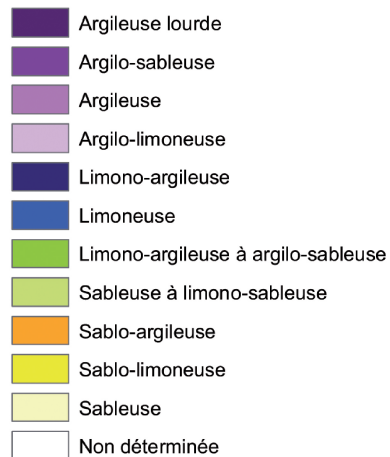 Argileuse lourde
Argilo-sableuse
Argileuse
Argilo-limoneuse
Limono-argileuse
Limoneuse
Limono-argileuse à argilo-sableuse
Sableuse à limono-sableuse
Sablo-argileuse
Sablo-limoneuse
Sableuse
Non déterminée